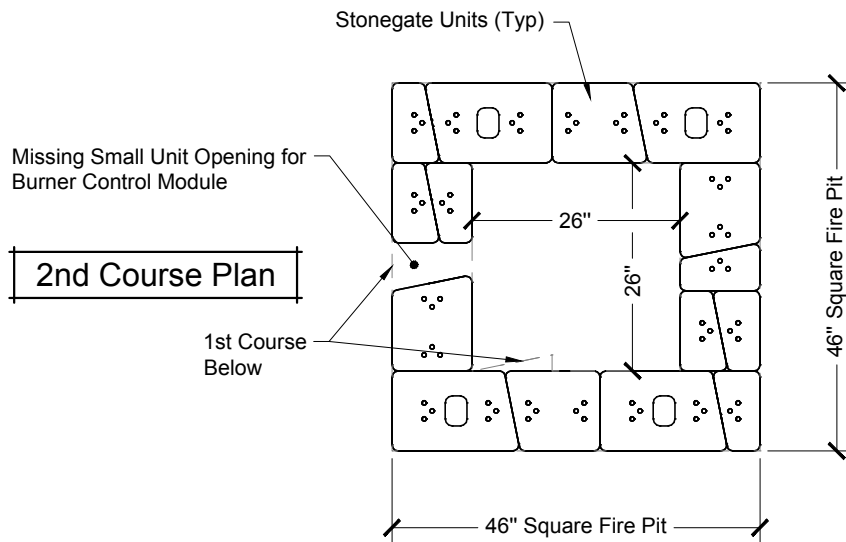 Stonegate Units (Typ)
Missing Small Unit Opening for
Burner Control Module
26"
2nd Course Plan
26"
46" Square Fire Pit
1st Course
Below
46" Square Fire Pit